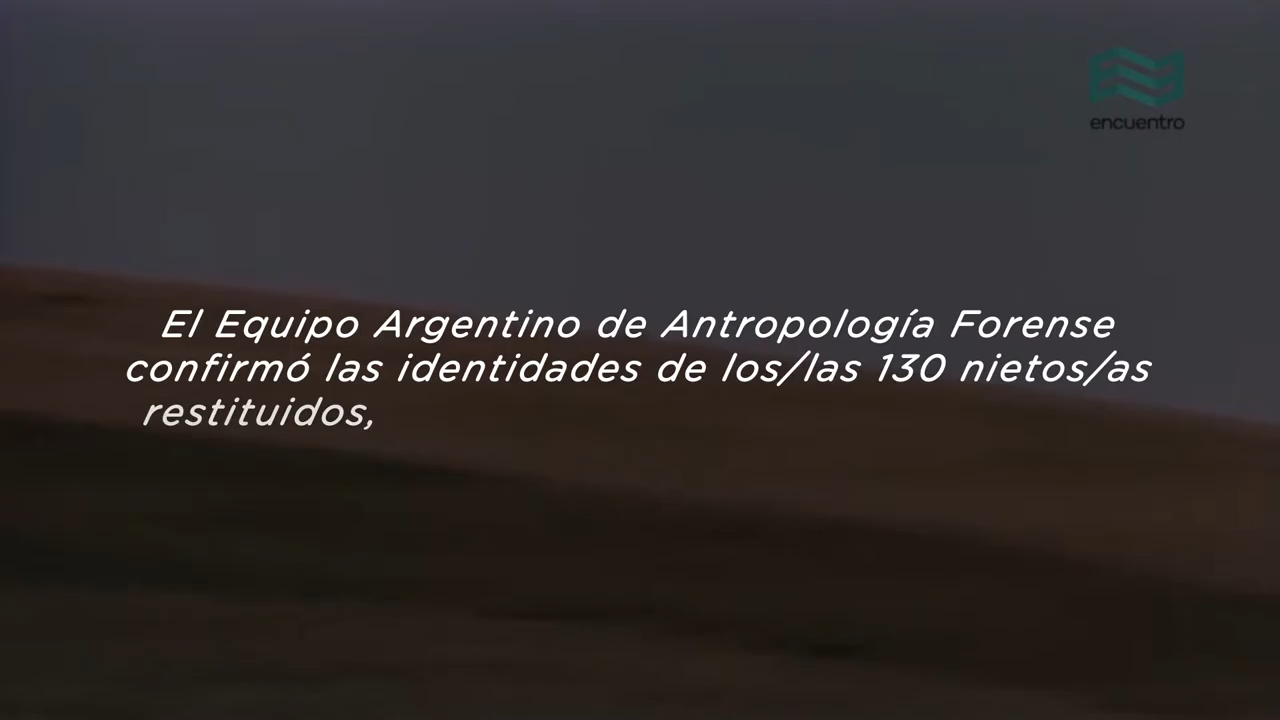 encuentro
El Equipo Argentino de Antropología Forense
confirmó las identidades de los/las 130 nietos/as
restituidos,